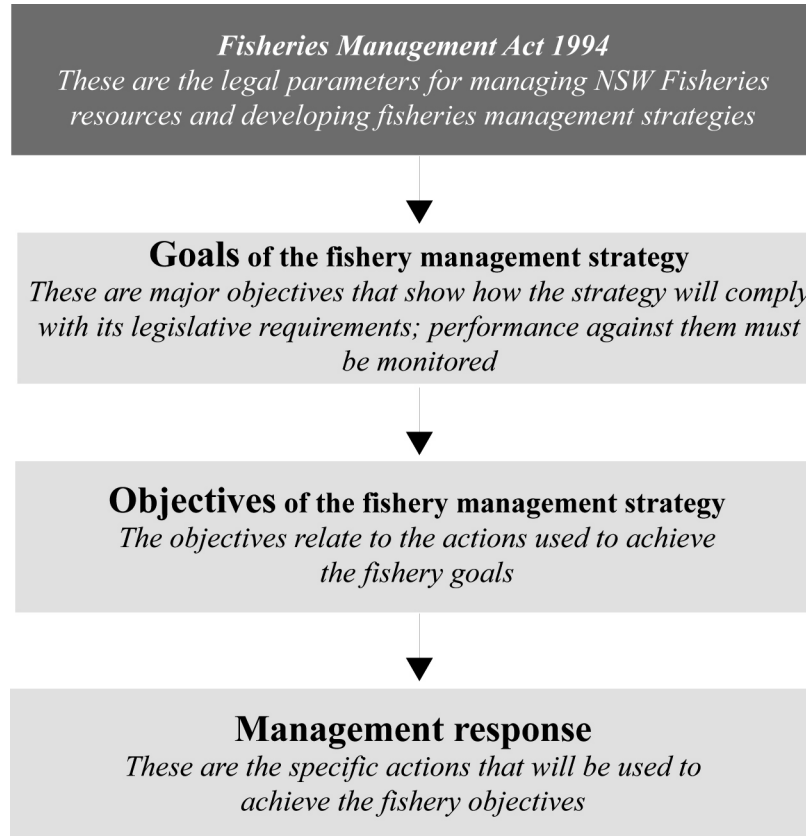 Fisheries Management Act 1994
These are the legal parameters for managing NSW Fisheries
resources and developing fisheries management strategies
Goals of the fishery management strategy
These are major objectives that show how the strategy will comply
with its legislative requirements; performance against them must
be monitored
Objectives of the fishery management strategy
The objectives relate to the actions used to achieve
the fishery goals
Management response
These are the specific actions that will be used to
achieve the fishery objectives